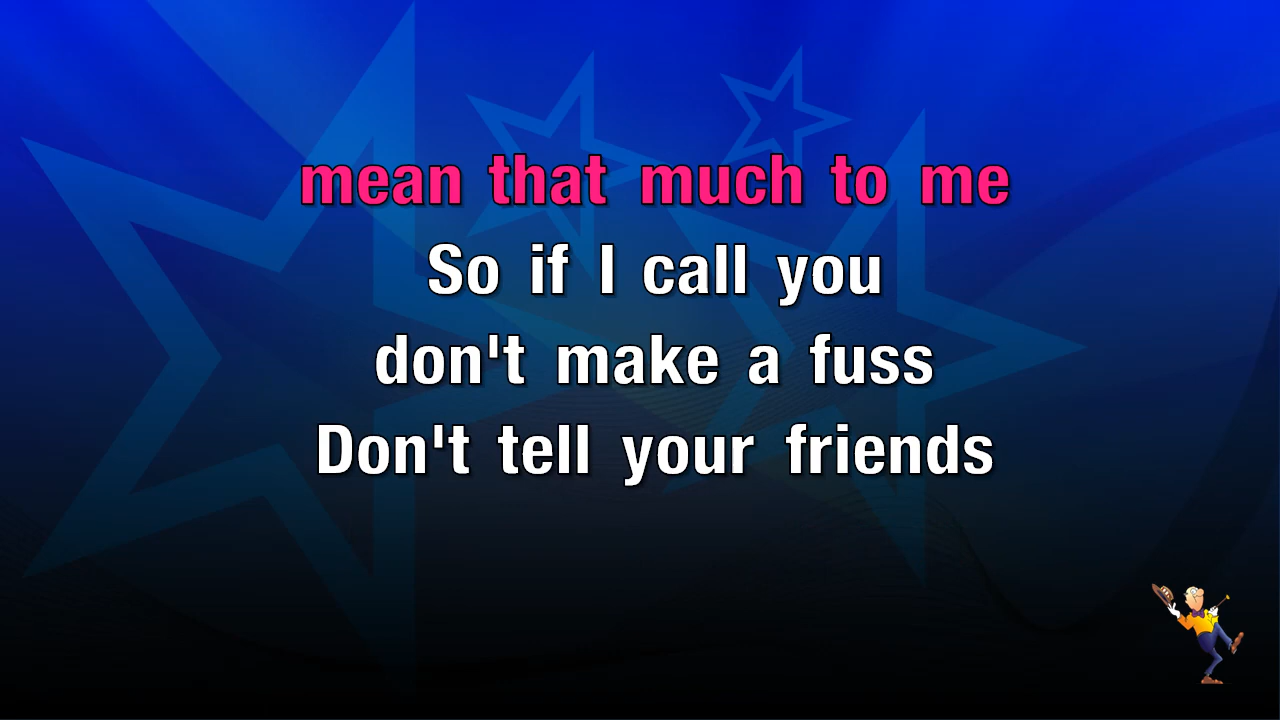 mean that much to me
So if I call you
don't make a fuss
Don't tell your friends